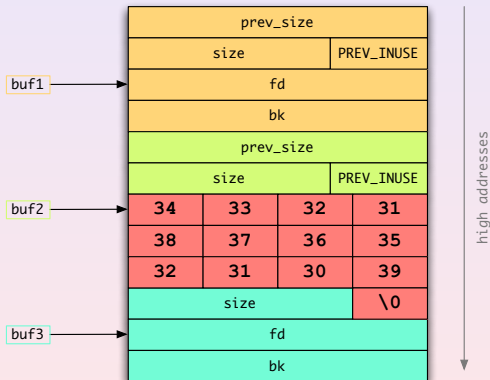 prev_size
size PREV_INUSE
buf1 fd
bk
prev_size
size PREV_INUSE
buf2 34 33 32 31
38 37 36 35
32 31 30 39
size \0
buf3 fd
bk
high addresses